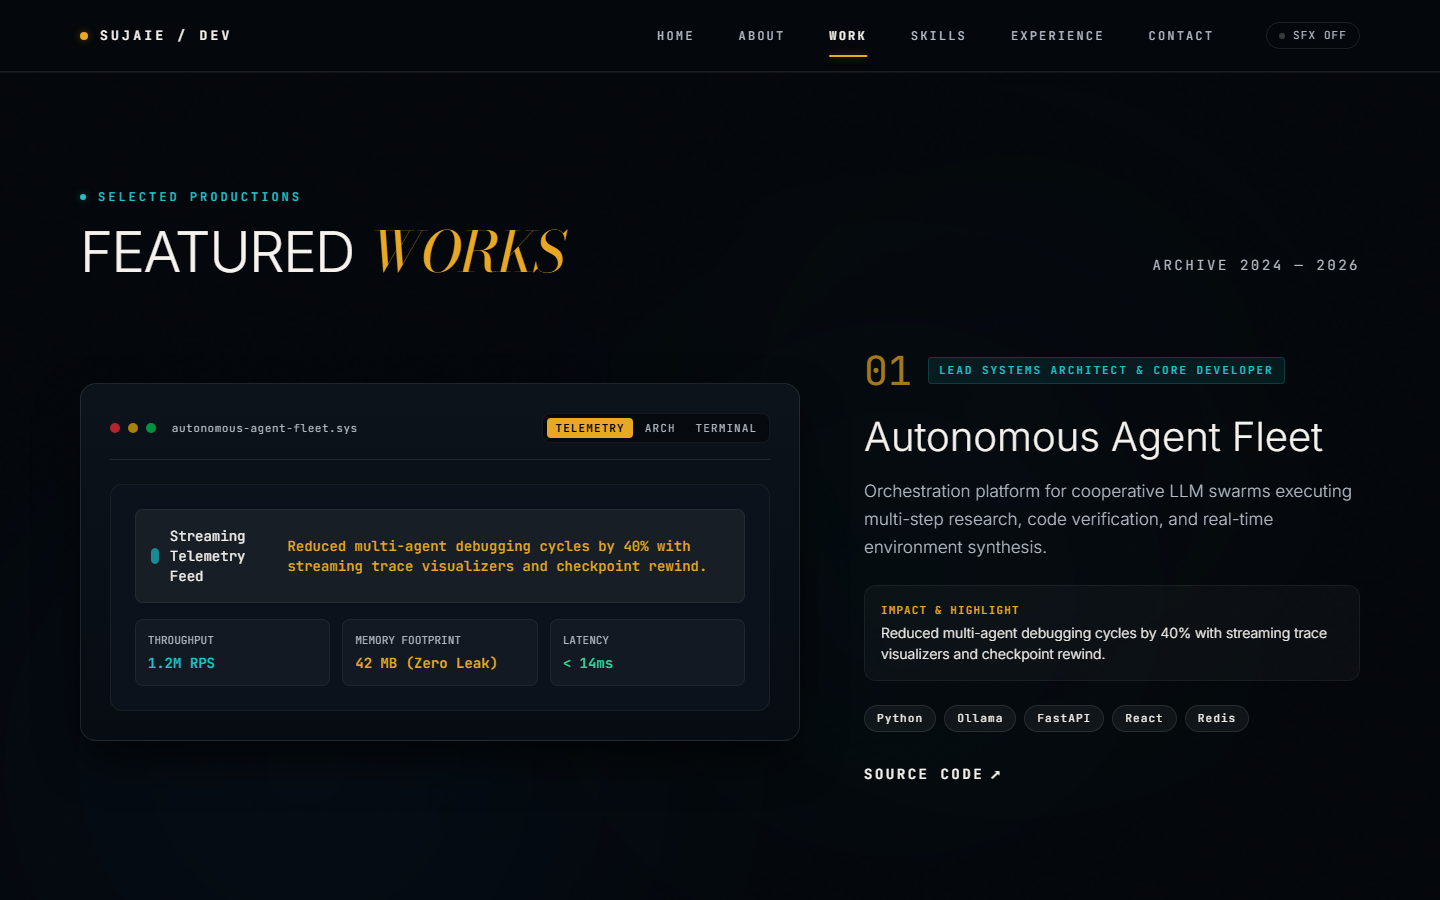 SUJAIE / DEV
HOME ABOUT WORK SKILLS EXPERIENCE CONTACT SFX OFF
SELECTED PRODUCTIONS
FEATURED WORKS
ARCHIVE 2024 — 2026
autonomous-agent-fleet.sys
TELEMETRY ARCH TERMINAL
Streaming
Telemetry
Feed
Reduced multi-agent debugging cycles by 40% with
streaming trace visualizers and checkpoint rewind.
THROUGHPUT
1.2M RPS
MEMORY FOOTPRINT
42 MB (Zero Leak)
LATENCY
< 14ms
01
LEAD SYSTEMS ARCHITECT & CORE DEVELOPER
Autonomous Agent Fleet
Orchestration platform for cooperative LLM swarms executing
multi-step research, code verification, and real-time
environment synthesis.
IMPACT & HIGHLIGHT
Reduced multi-agent debugging cycles by 40% with streaming trace
visualizers and checkpoint rewind.
Python Ollama FastAPI React Redis
SOURCE CODE ↗